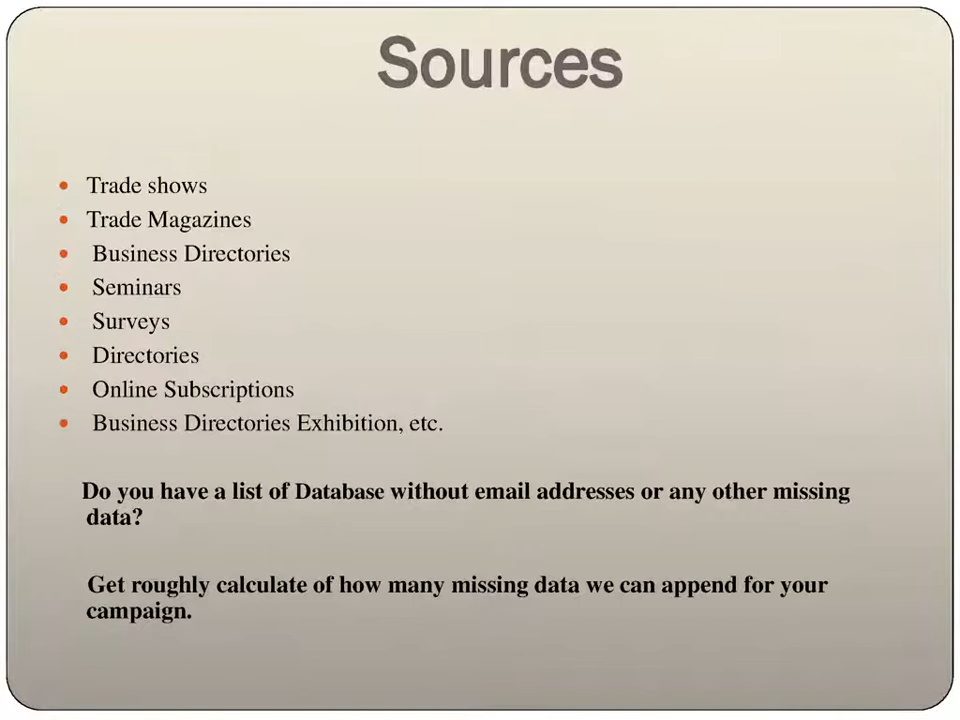 Sources
• Trade shows
• Trade Magazines
• Business Directories
• Seminars
• Surveys
• Directories
• Online Subscriptions
• Business Directories Exhibition, etc.
Do you have a list of Database without email addresses or any other missing
data?
Get roughly calculate of how many missing data we can append for your
campaign.